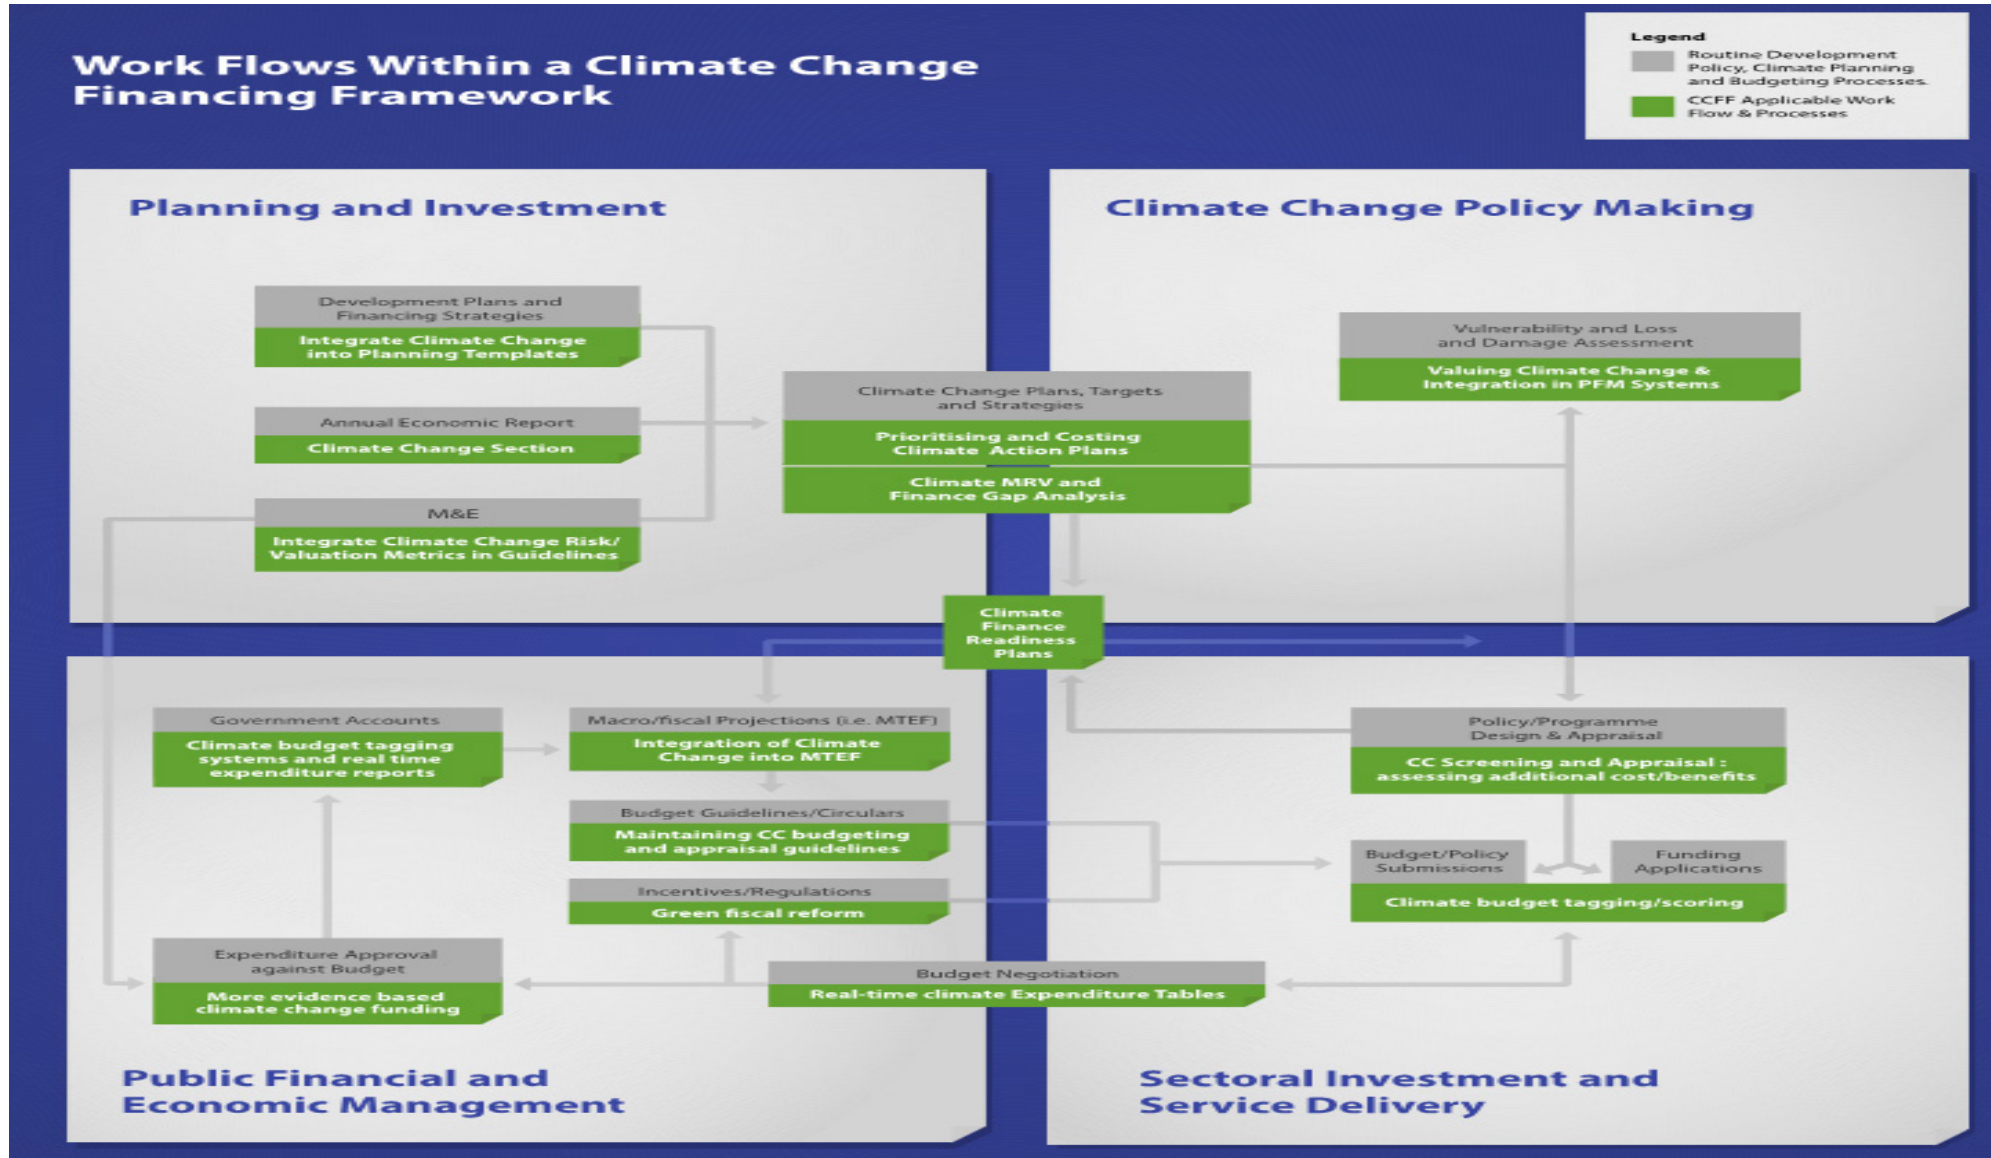 Work Flows Within a Climate Change
Financing Framework
Legend
Routine Development
Policy, Climate Planning
and Budgeting Processes.
CCFF Applicable Work
Flow & Processes
Planning and Investment
Development Plans and
Financing Strategies
Integrate Climate Change
into Planning Templates
Annual Economic Report
Climate Change Section
M&E
Integrate Climate Change Risk/
Valuation Metrics in Guidelines
Climate Change Policy Making
Climate Change Plans, Targets
and Strategies
Prioritising and Costing
Climate Action Plans
Climate MRV and
Finance Gap Analysis
Vulnerability and Loss
and Damage Assessment
Valuing Climate Change &
Integration in PFM Systems
Climate
Finance
Readiness
Plans
Government Accounts
Climate budget tagging
systems and real time
expenditure reports
Macro/fiscal Projections (i.e. MTEF)
Integration of Climate
Change into MTEF
Budget Guidelines/Circulars
Maintaining CC budgeting
and appraisal guidelines
Incentives/Regulations
Green fiscal reform
Expenditure Approval
against Budget
More evidence based
climate change funding
Budget Negotiation
Real-time climate Expenditure Tables
Public Financial and
Economic Management
Policy/Programme
Design & Appraisal
CC Screening and Appraisal :
assessing additional cost/benefits
Budget/Policy
Submissions
Funding
Applications
Climate budget tagging/scoring
Sectoral Investment and
Service Delivery